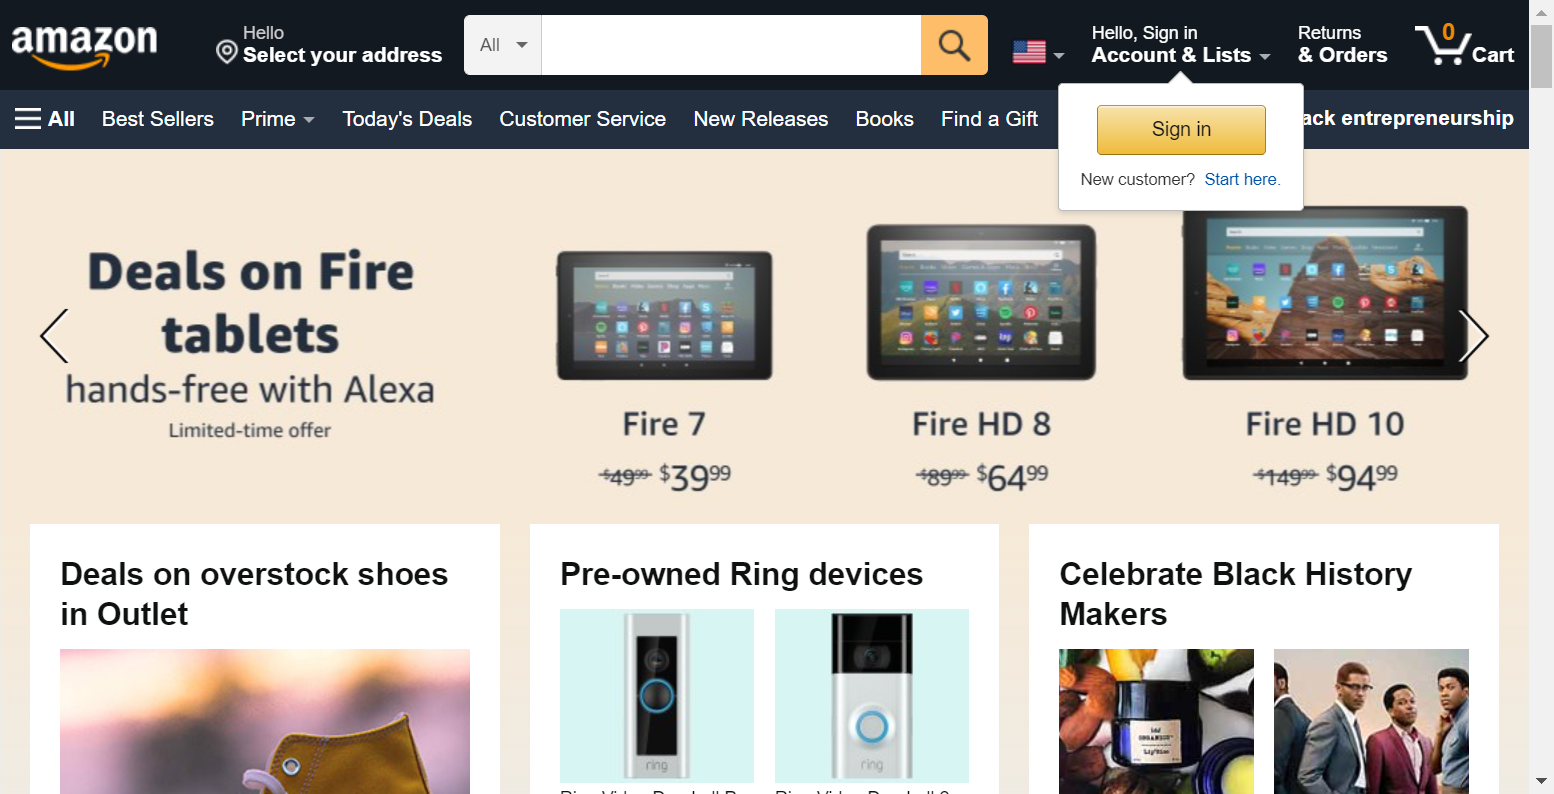 amazon
Hello
Select your address
All
Hello, Sign in
Account & Lists
Returns
& Orders
0
Cart
All
Best Sellers
Prime
Today's Deals
Customer Service
New Releases
Books
Find a Gift
ack entrepreneurship
Sign in
New customer? Start here.
Deals on Fire
tablets
hands-free with Alexa
Limited-time offer
Fire 7
$49.99 $39.99
Fire HD 8
$89.99 $64.99
Fire HD 10
$149.99 $94.99
Deals on overstock shoes
in Outlet
Pre-owned Ring devices
ring
ring
Celebrate Black History
Makers